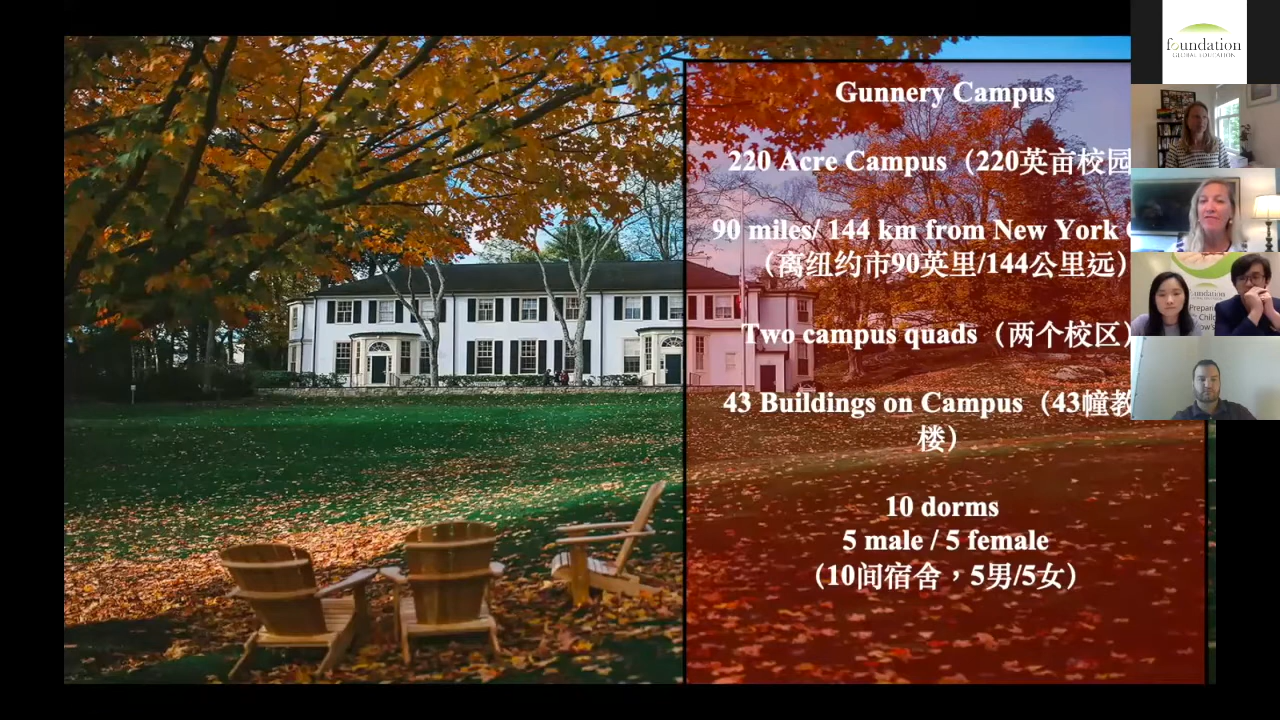 Gunnery Campus
220 Acre Campus（220英亩校园
90 miles/ 144 km from New York
（离纽约市90英里/144公里远）
Two campus quads（两个校区）
43 Buildings on Campus（43幢教
楼）
10 dorms
5 male / 5 female
（10间宿舍，5男/5女）
foundation
GLOBAL EDUCATION